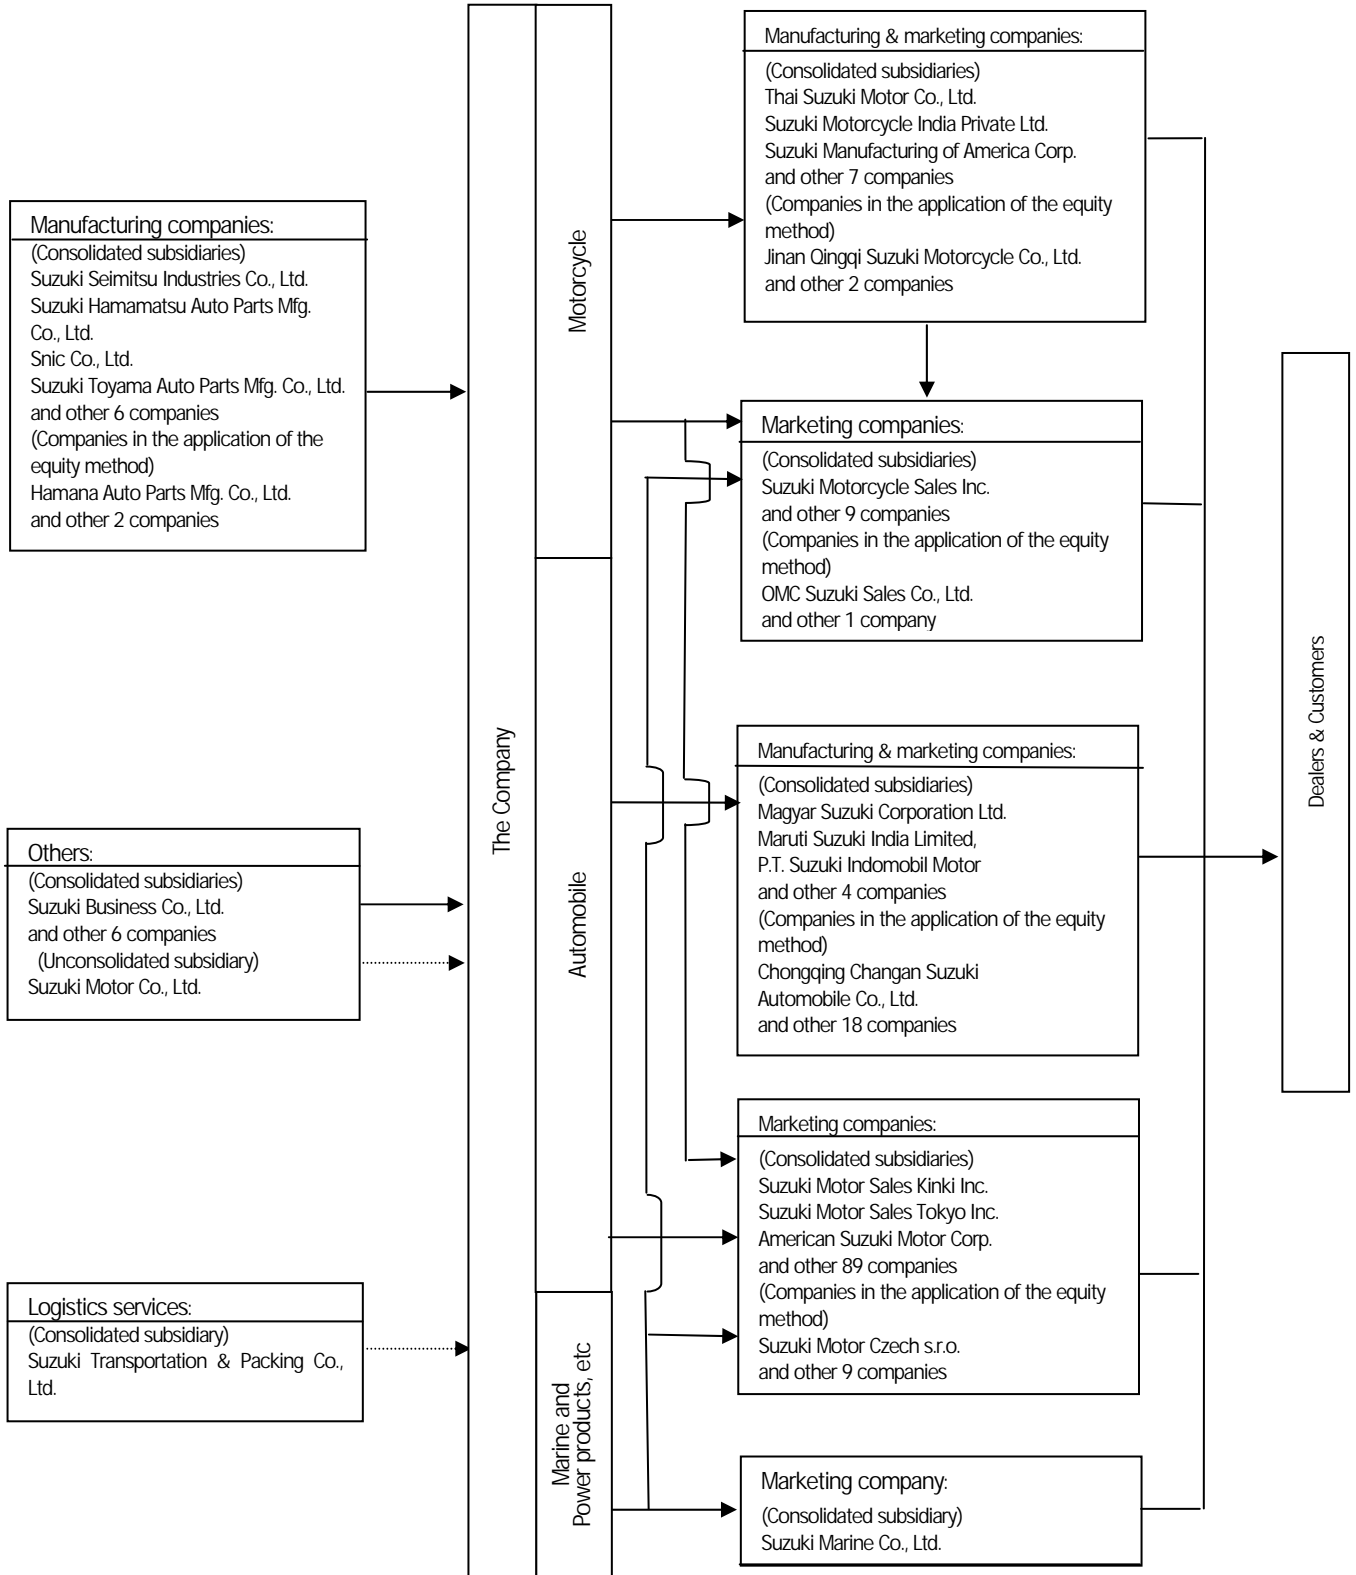 Manufacturing companies:
(Consolidated subsidiaries)
Suzuki Seimitsu Industries Co., Ltd.
Suzuki Hamamatsu Auto Parts Mfg.
Co., Ltd.
Snic Co., Ltd.
Suzuki Toyama Auto Parts Mfg. Co., Ltd.
and other 6 companies
(Companies in the application of the
equity method)
Hamana Auto Parts Mfg. Co., Ltd.
and other 2 companies
Others:
(Consolidated subsidiaries)
Suzuki Business Co., Ltd.
and other 6 companies
(Unconsolidated subsidiary)
Suzuki Motor Co., Ltd.
Logistics services:
(Consolidated subsidiary)
Suzuki Transportation & Packing Co.,
Ltd.
The Company
Motorcycle
Automobile
Marine and
Power products, etc
Manufacturing & marketing companies:
(Consolidated subsidiaries)
Thai Suzuki Motor Co., Ltd.
Suzuki Motorcycle India Private Ltd.
Suzuki Manufacturing of America Corp.
and other 7 companies
(Companies in the application of the equity
method)
Jinan Qingqi Suzuki Motorcycle Co., Ltd.
and other 2 companies
Marketing companies:
(Consolidated subsidiaries)
Suzuki Motorcycle Sales Inc.
and other 9 companies
(Companies in the application of the equity
method)
OMC Suzuki Sales Co., Ltd.
and other 1 company
Manufacturing & marketing companies:
(Consolidated subsidiaries)
Magyar Suzuki Corporation Ltd.
Maruti Suzuki India Limited,
P.T. Suzuki Indomobil Motor
and other 4 companies
(Companies in the application of the equity
method)
Chongqing Changan Suzuki
Automobile Co., Ltd.
and other 18 companies
Marketing companies:
(Consolidated subsidiaries)
Suzuki Motor Sales Kinki Inc.
Suzuki Motor Sales Tokyo Inc.
American Suzuki Motor Corp.
and other 89 companies
(Companies in the application of the equity
method)
Suzuki Motor Czech s.r.o.
and other 9 companies
Marketing company:
(Consolidated subsidiary)
Suzuki Marine Co., Ltd.
Dealers & Customers